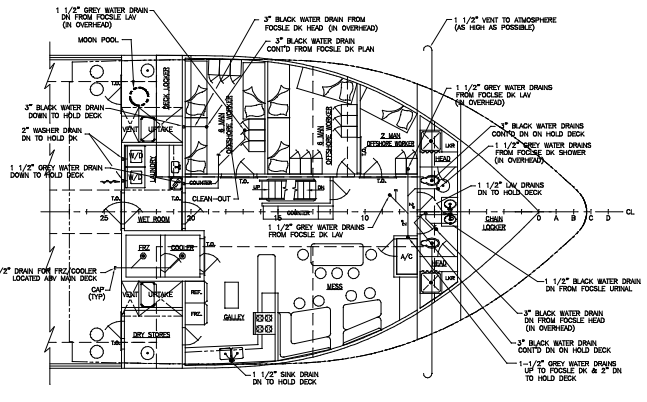 1 1/2" GREY WATER DRAIN
DN FROM FOCSLE LAV
(IN OVERHEAD)
MOON POOL
3" BLACK WATER DRAIN FROM
FOCSLE DK HEAD (IN OVERHEAD)
3" BLACK WATER DRAIN
CONT'D FROM FOCSLE DK PLAN
1 1/2" VENT TO ATMOSPHERE
(AS HIGH AS POSSIBLE)
DECK LOCKER
3" BLACK WATER DRAIN
DOWN TO HOLD DECK
2" WASHER DRAIN
DN TO HOLD DK
1 1/2" GREY WATER DRAIN
DOWN TO HOLD DECK
VENT
UPTAKE
W/D
W/D
LAUNDRY
COUNTER
CLEAN-OUT
6 MAN
OFFSHORE WORKER
6 MAN
OFFSHORE WORKER
2 MAN
OFFSHORE WORKER
T.O.
T.O.
T.O.
UP
DN
COUNTER
1 1/2" GREY WATER DRAINS
FROM FOCLSE DK LAV
(IN OVERHEAD)
3" BLACK WATER DRAINS
CONT'D DN ON HOLD DECK
1 1/2" GREY WATER DRAINS
FROM FOCSLE DK SHOWER
(IN OVERHEAD)
1 1/2" LAV DRAINS
DN TO HOLD DECK
LKR
HEAD
25
WET ROOM
20
15
10
5
0
A
B
C
D
CL
CHAIN
LOCKER
1 1/2" GREY WATER DRAINS
FROM FOCSLE DK LAV
/2" DRAIN FOR FRZ/COOLER
LOCATED ABV MAIN DECK
CAP
(TYP)
FRZ
COOLER
T.O.
A/C
HEAD
LKR
VENT
UPTAKE
REF.
FRZ.
GALLEY
MESS
DRY STORES
T.O.
1 1/2" SINK DRAIN
DN TO HOLD DECK
1 1/2" BLACK WATER DRAIN
DN FROM FOCSLE URINAL
3" BLACK WATER DRAIN
DN FROM FOCSLE HEAD
(IN OVERHEAD)
3" BLACK WATER DRAIN
CONT'D DN ON HOLD DECK
1-1/2" GREY WATER DRAINS
UP TO FOCSLE DK & 2" DN
TO HOLD DECK